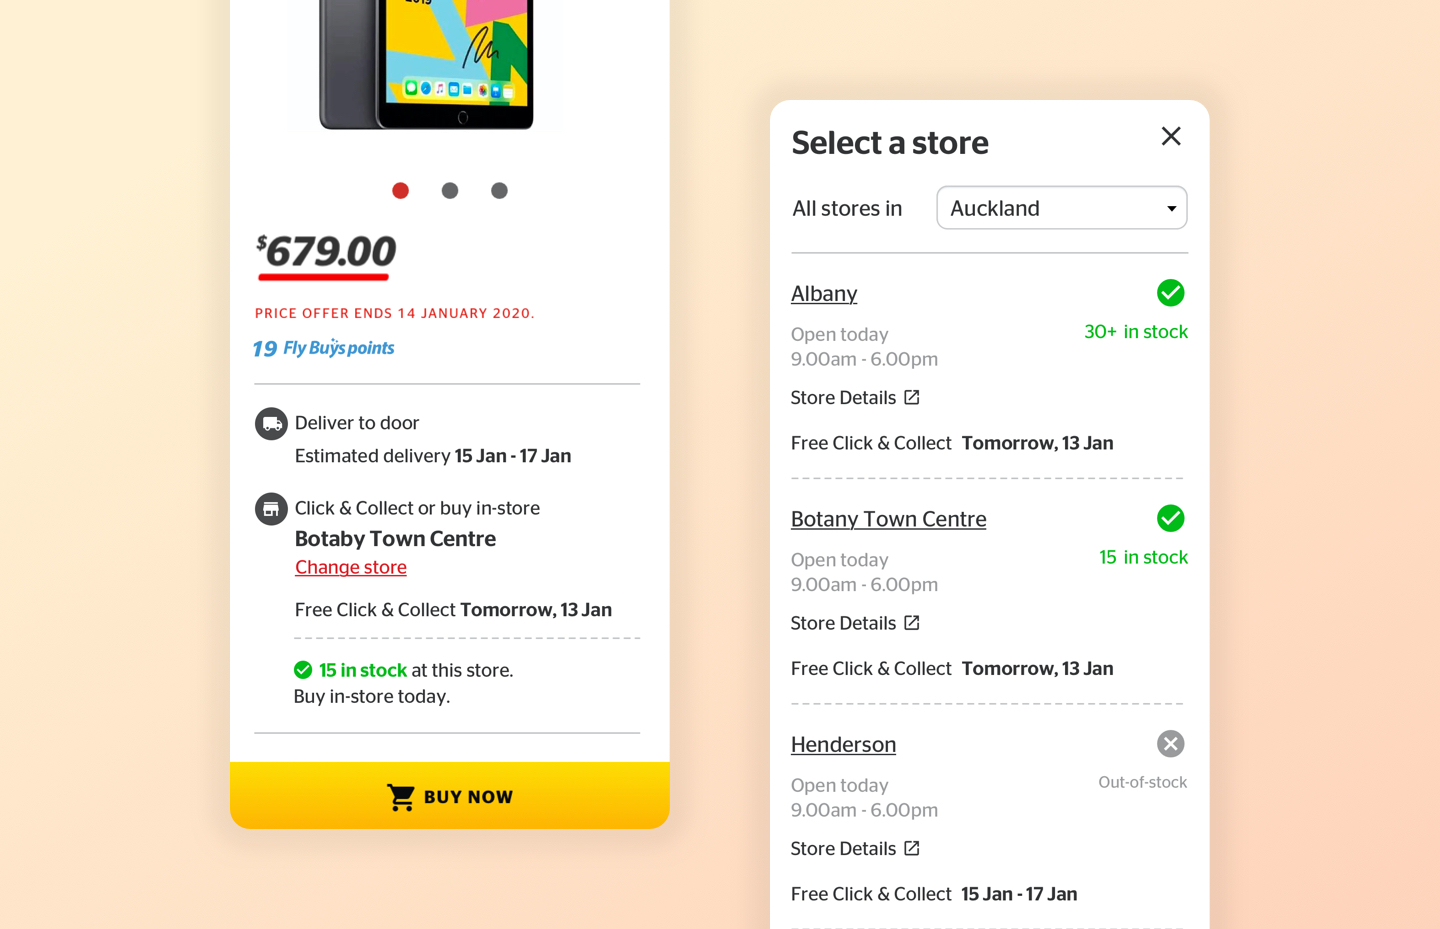 2019
$679.00
PRICE OFFER ENDS 14 JANUARY 2020.
19 Fly Buys points
Deliver to door
Estimated delivery 15 Jan - 17 Jan
Click & Collect or buy in-store
Botaby Town Centre
Change store
Free Click & Collect Tomorrow, 13 Jan
15 in stock at this store.
Buy in-store today.
BUY NOW
Select a store
All stores in Auckland
Albany
Open today
30+ in stock
9.00am - 6.00pm
Store Details
Free Click & Collect Tomorrow, 13 Jan
Botany Town Centre
Open today
15 in stock
9.00am - 6.00pm
Store Details
Free Click & Collect Tomorrow, 13 Jan
Henderson
Open today
Out-of-stock
9.00am - 6.00pm
Store Details
Free Click & Collect 15 Jan - 17 Jan